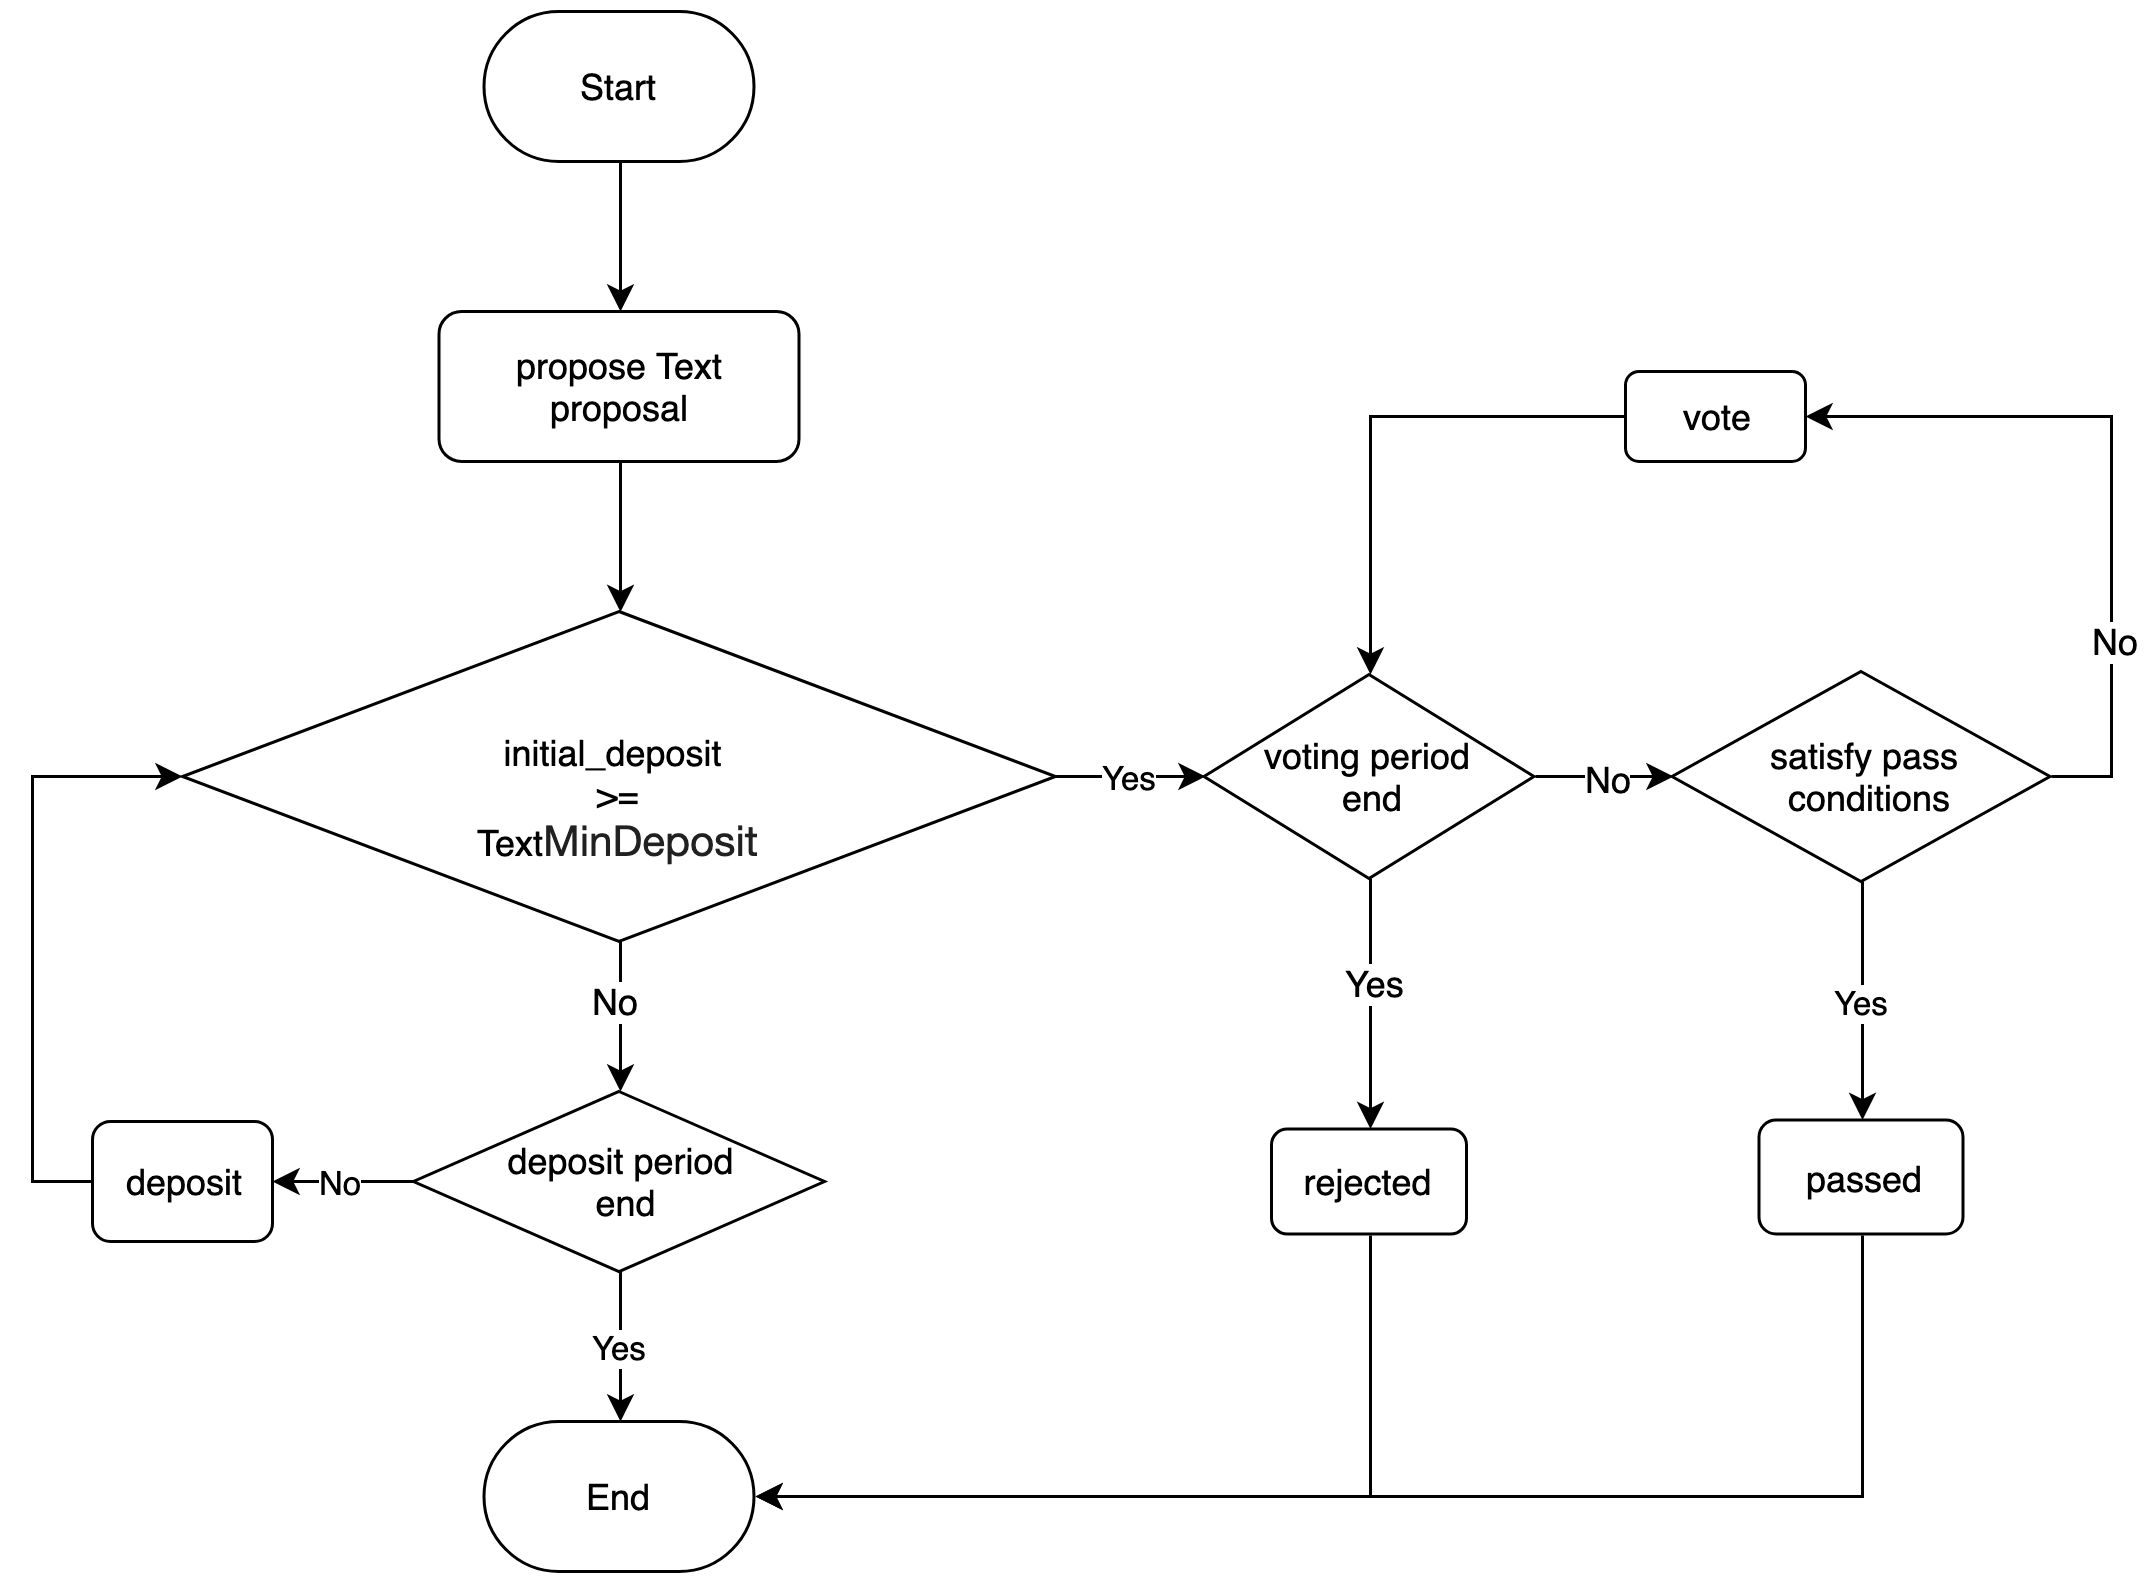 Start
propose Text
proposal
vote
No
initial_deposit
>=
TextMinDeposit
Yes
voting period
end
No
satisfy pass
conditions
No
Yes
Yes
deposit
No
deposit period
end
rejected
passed
Yes
End